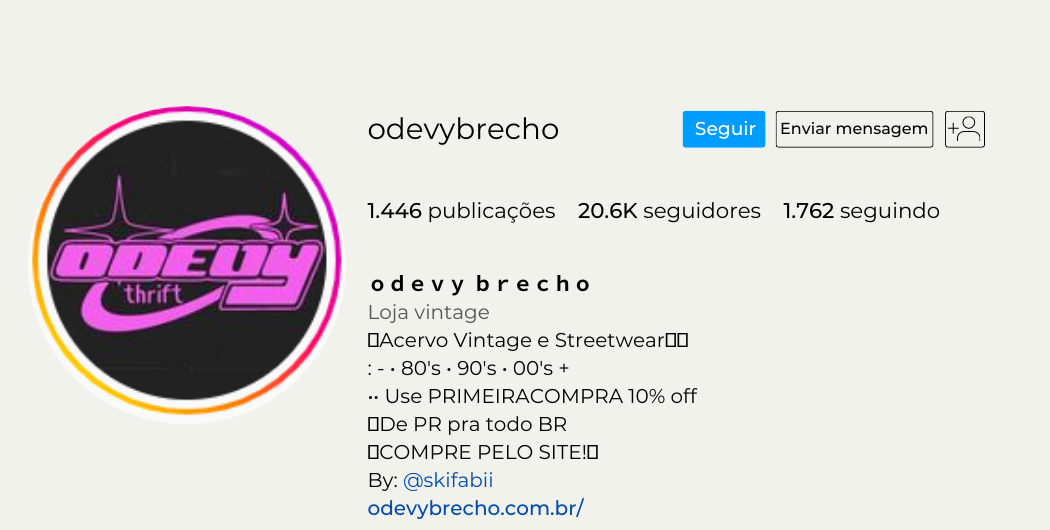 odevybrecho
Seguir
Enviar mensagem
1.446 publicações 20.6K seguidores 1.762 seguindo
ODEVY
thrift
odevy brecho
Loja vintage
Acervo Vintage e Streetwear
: - • 80's • 90's • 00's +
•• Use PRIMEIRACOMPRA 10% off
De PR pra todo BR
COMPRE PELO SITE!
By: @skifabii
odevybrecho.com.br/